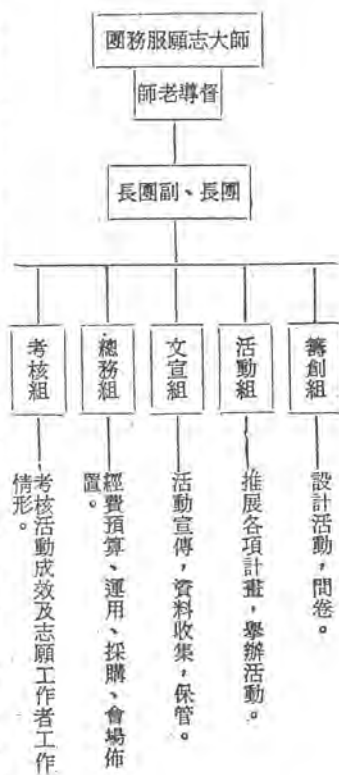 師大志願服務團
督導老師
團長、副團長
籌創組
設計活動，問卷。
活動組
推展各項計畫，舉辦活動。
文宣組
活動宣傳，資料收集，保管。
總務組
經費預算、運用、採購、會場佈
置。
考核組
考核活動成效及志願工作者工作
情形。